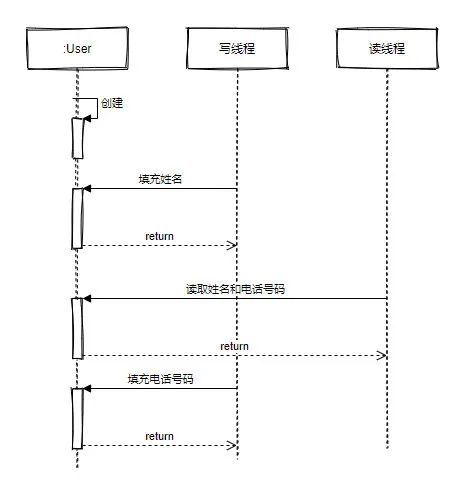 :User
写线程
读线程
创建
填充姓名
return
读取姓名和电话号码
return
填充电话号码
return